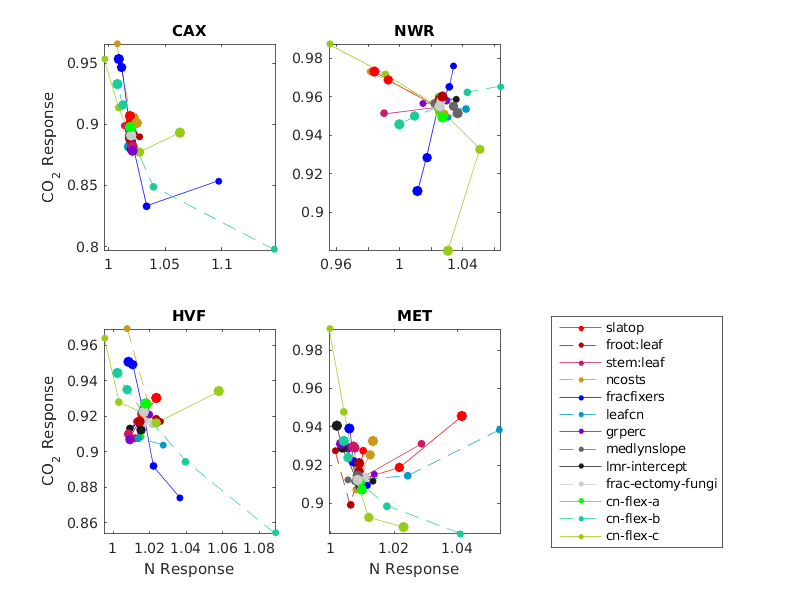 CAX
NWR
0.95
0.9
0.85
0.8
CO2 Response
1
1.05
1.1
0.98
0.96
0.94
0.92
0.9
0.96
1
1.04
HVF
MET
0.96
0.94
0.92
0.9
0.88
0.86
CO2 Response
1
1.02
1.04
1.06
1.08
N Response
0.98
0.96
0.94
0.92
0.9
1
1.02
1.04
N Response
slatop
froot:leaf
stem:leaf
ncosts
fracfixers
leafcn
grperc
medlynslope
lmr-intercept
frac-ectomy-fungi
cn-flex-a
cn-flex-b
cn-flex-c